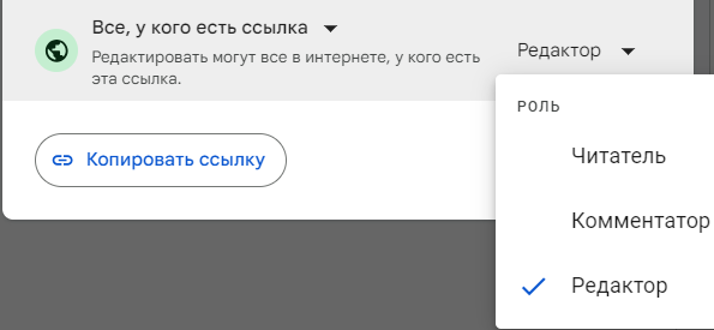 Все, у кого есть ссылка
Редактировать могут все в интернете, у кого есть
эта ссылка.
Редактор
Копировать ссылку
РОЛЬ
Читатель
Комментатор
Редактор